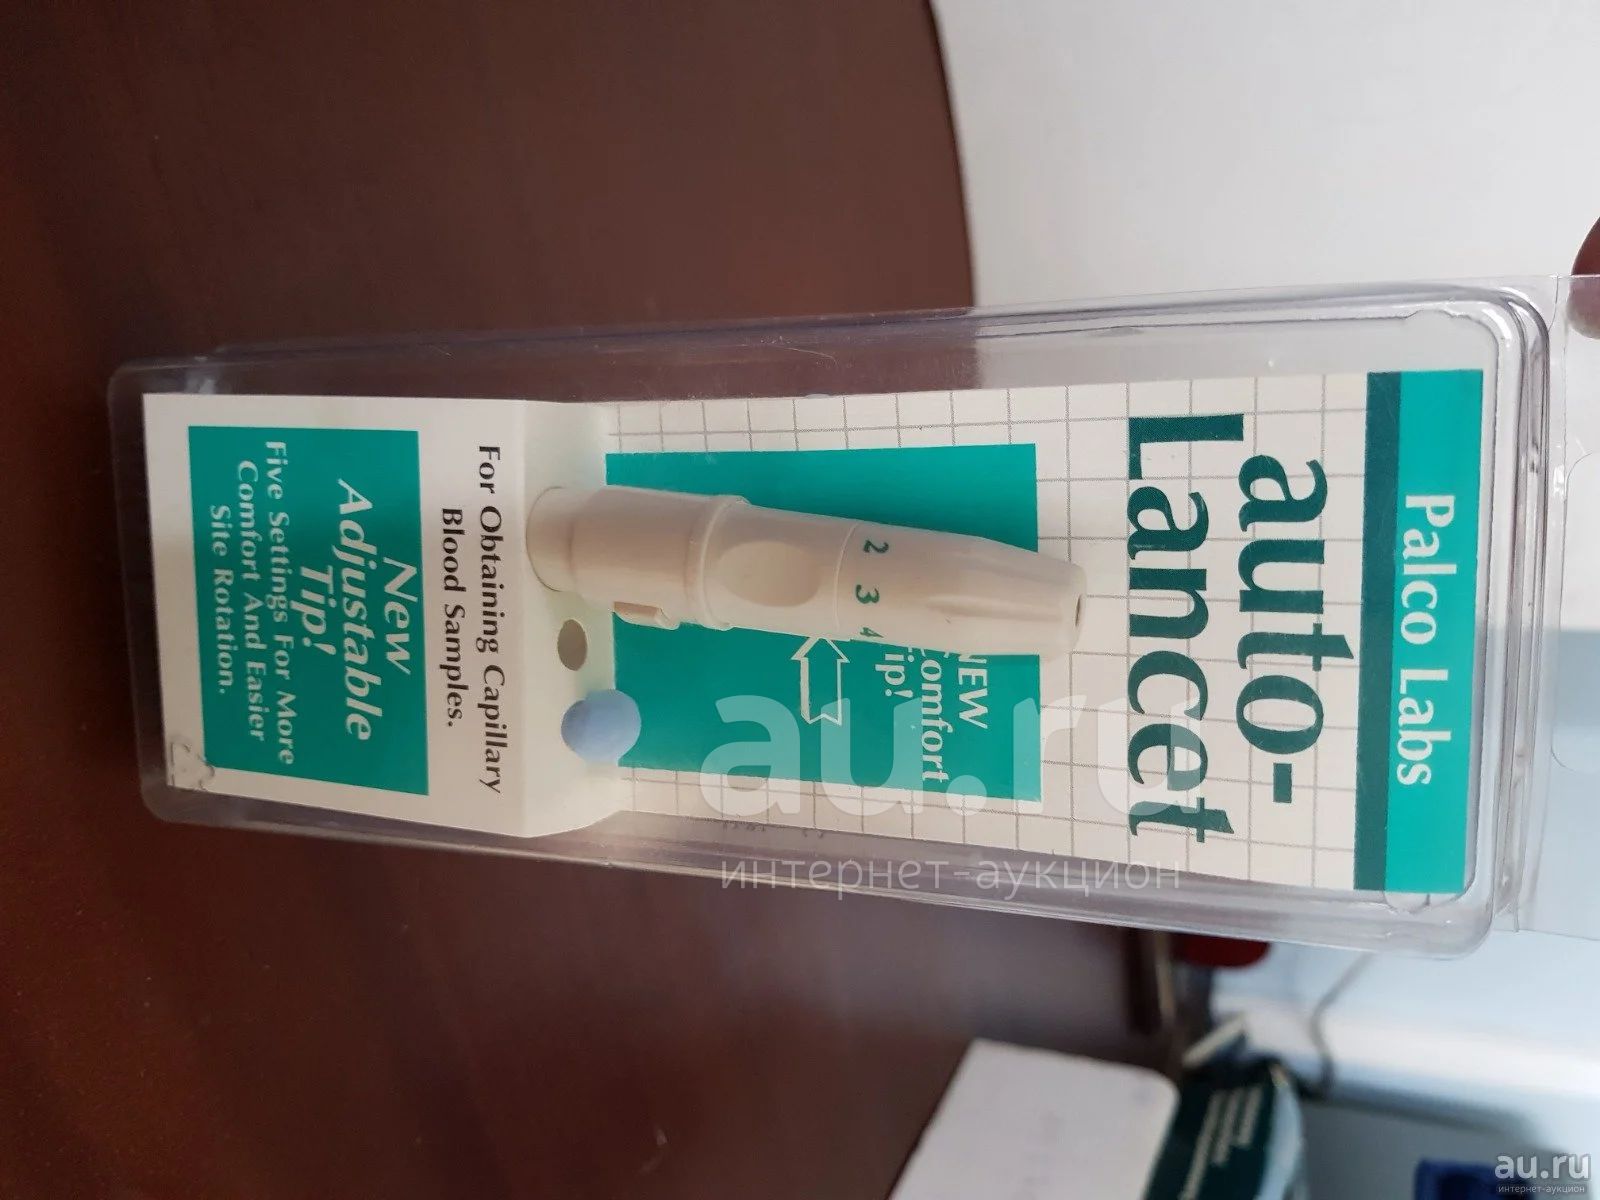 Palco Labs
auto-
Lancet
NEW
Comfort
Tip!
2 3 4
For Obtaining Capillary
Blood Samples.
New
Adjustable
Tip!
Five Settings For More
Comfort And Easier
Site Rotation.
au.ru
интернет-аукцион
au.ru
интернет-аукцион